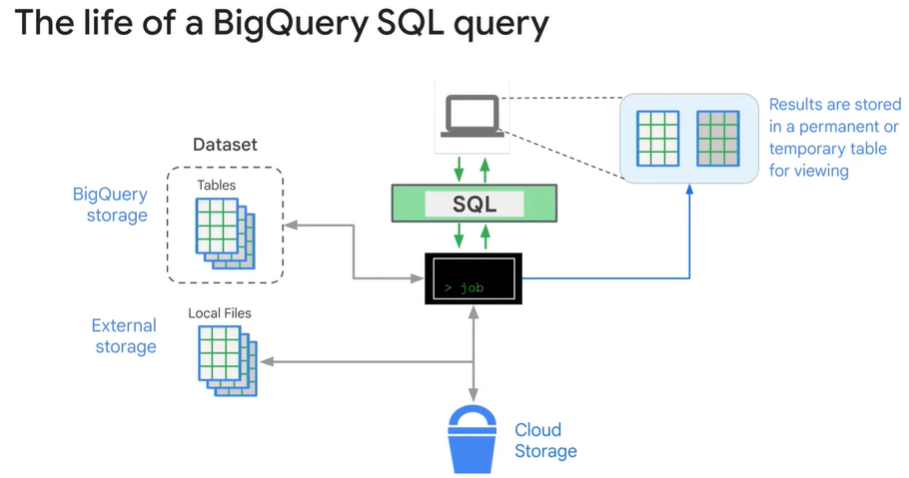 The life of a BigQuery SQL query
Dataset
BigQuery
storage
Tables
External
storage
Local Files
SQL
> job
Cloud
Storage
Results are stored
in a permanent or
temporary table
for viewing